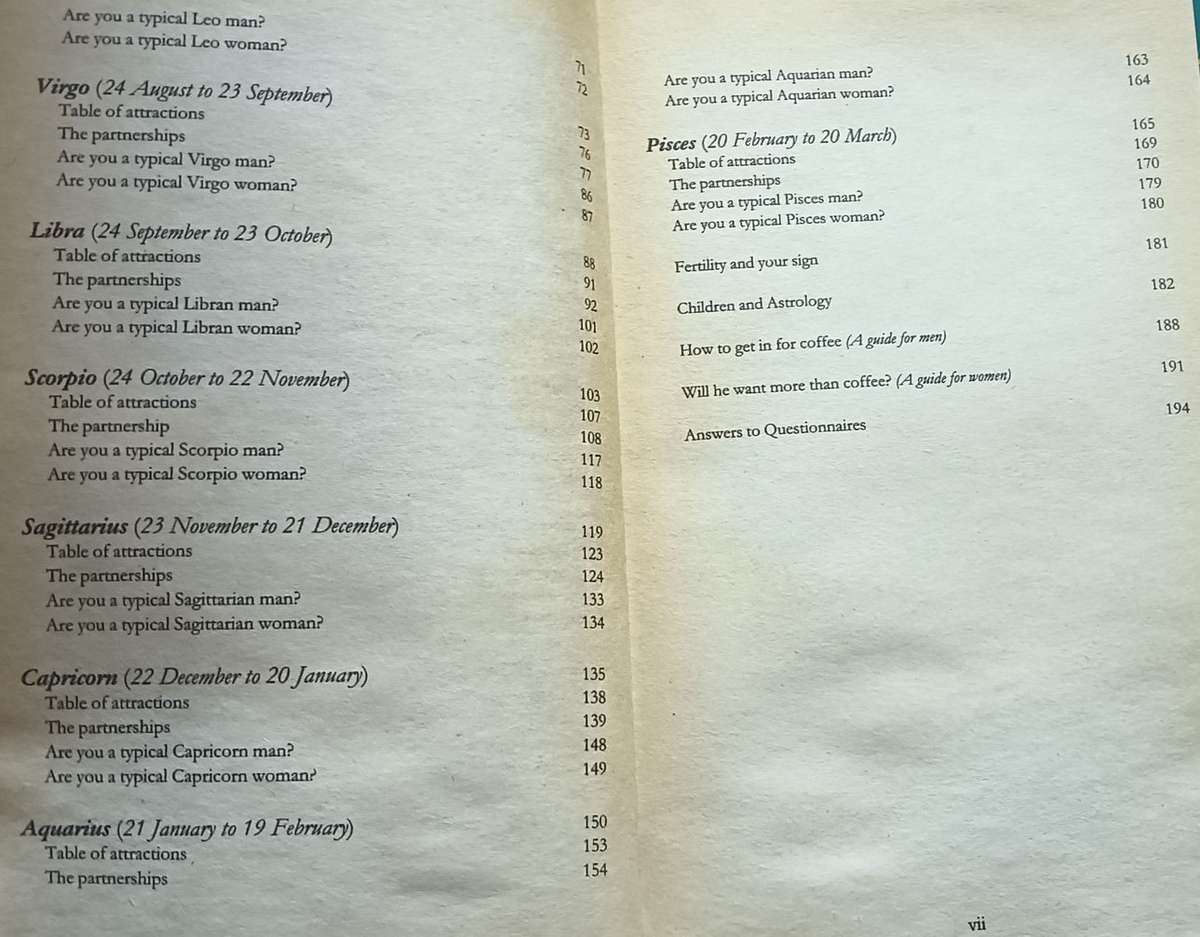 Are you a typical Leo man? 71
Are you a typical Leo woman? 72
Virgo (24 August to 23 September) 73
Table of attractions 76
The partnerships 77
Are you a typical Virgo man? 86
Are you a typical Virgo woman? 87
Libra (24 September to 23 October) 88
Table of attractions 91
The partnerships 92
Are you a typical Libran man? 101
Are you a typical Libran woman? 102
Scorpio (24 October to 22 November) 103
Table of attractions 107
The partnership 108
Are you a typical Scorpio man? 117
Are you a typical Scorpio woman? 118
Sagittarius (23 November to 21 December) 119
Table of attractions 123
The partnerships 124
Are you a typical Sagittarian man? 133
Are you a typical Sagittarian woman? 134
Capricorn (22 December to 20 January) 135
Table of attractions 138
The partnerships 139
Are you a typical Capricorn man? 148
Are you a typical Capricorn woman? 149
Aquarius (21 January to 19 February) 150
Table of attractions 153
The partnerships 154
Are you a typical Aquarian man? 163
Are you a typical Aquarian woman? 164
Pisces (20 February to 20 March) 165
Table of attractions 169
The partnerships 170
Are you a typical Pisces man? 179
Are you a typical Pisces woman? 180
Fertility and your sign 181
Children and Astrology 182
How to get in for coffee (A guide for men) 188
Will he want more than coffee? (A guide for women) 191
Answers to Questionnaires 194
vii